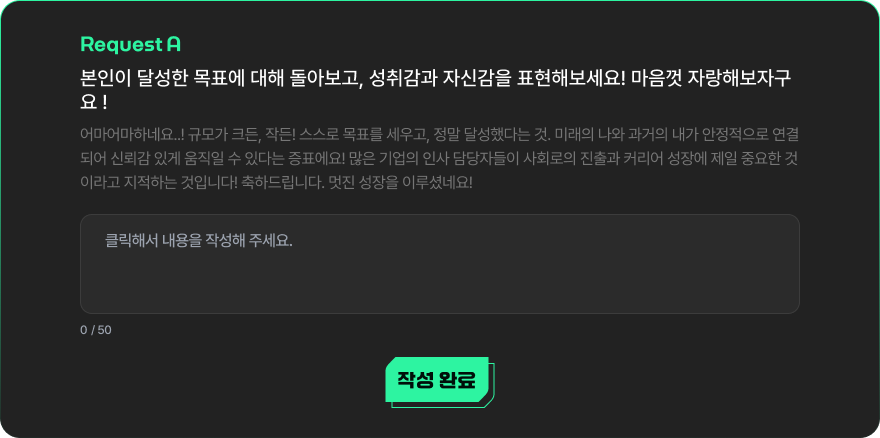 Request A
본인이 달성한 목표에 대해 돌아보고, 성취감과 자신감을 표현해보세요! 마음껏 자랑해보자구
요 !
어마어마하네요..! 규모가 크든, 작든! 스스로 목표를 세우고, 정말 달성했다는 것. 미래의 나와 과거의 내가 안정적으로 연결
되어 신뢰감 있게 움직일 수 있다는 증표에요! 많은 기업의 인사 담당자들이 사회로의 진출과 커리어 성장에 제일 중요한 것
이라고 지적하는 것입니다! 축하드립니다. 멋진 성장을 이루셨네요!
클릭해서 내용을 작성해 주세요.
0 / 50
작성 완료